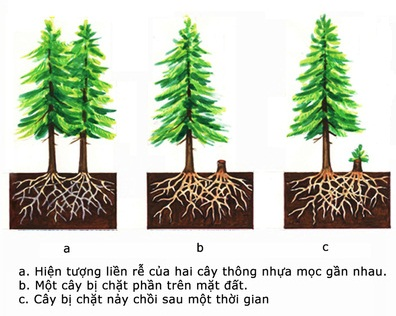 a b c
a. Hiện tượng liền rễ của hai cây thông nhựa mọc gần nhau.
b. Một cây bị chặt phần trên mặt đất.
c. Cây bị chặt nảy chồi sau một thời gian